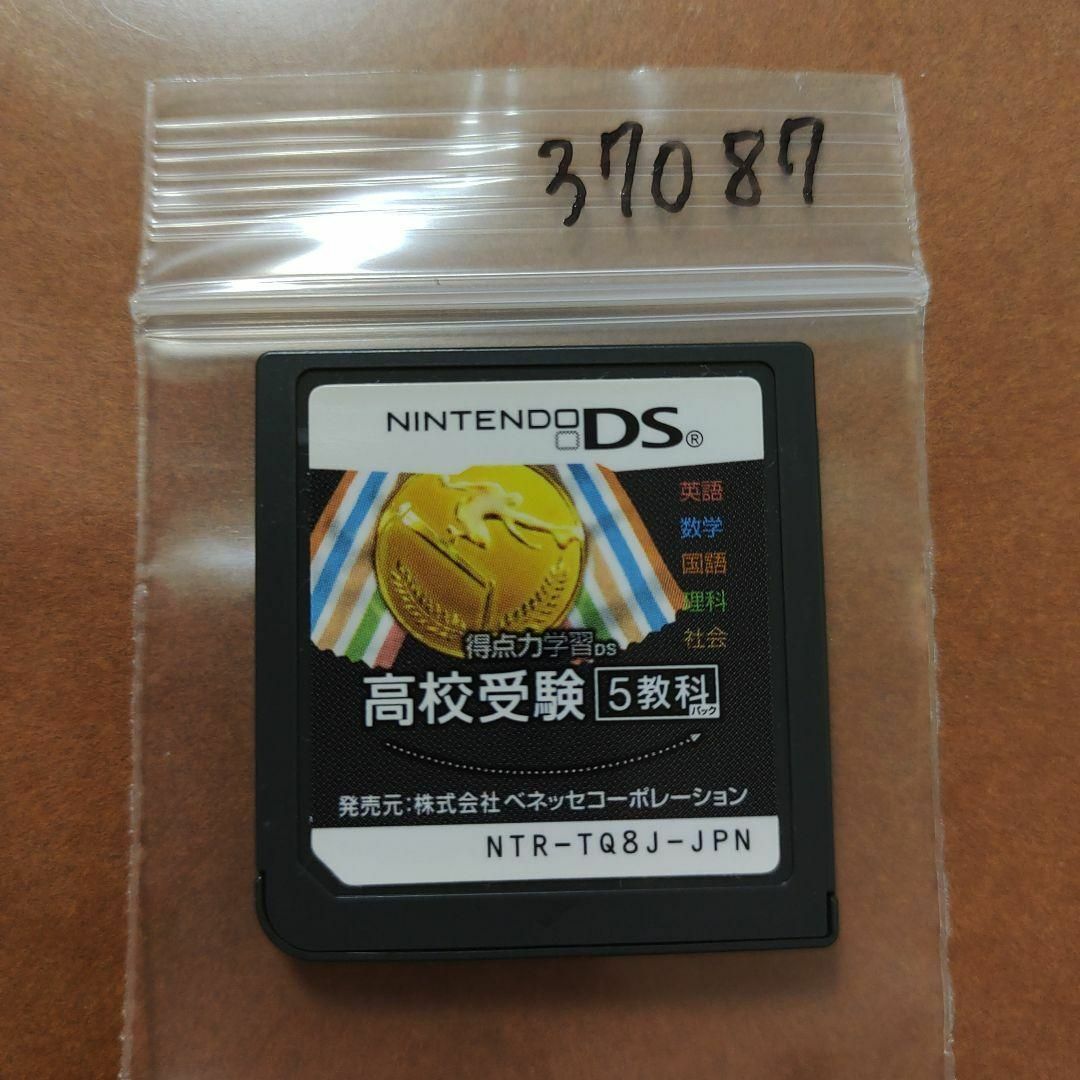 37087
NINTENDO DS®
英語
数学
国語
理科
社会
得点力学習DS
高校受験 5教科パック
発売元:株式会社ベネッセコーポレーション
NTR-TQ8J-JPN